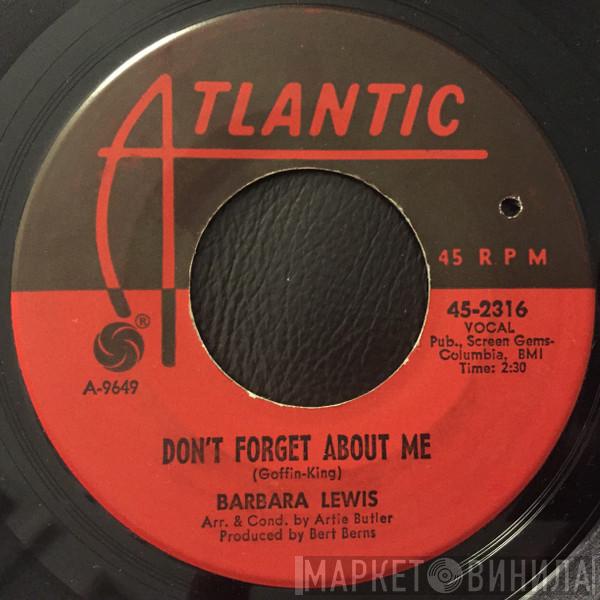 ATLANTIC
45 RPM
®
A-9649
45-2316
VOCAL
Pub., Screen Gems-
Columbia, BMI
Time: 2:30
DON'T FORGET ABOUT ME
(Goffin-King)
BARBARA LEWIS
Arr. & Cond. by Artie Butler
Produced by Bert Berns
МАРКЕТ ВИНИЛА